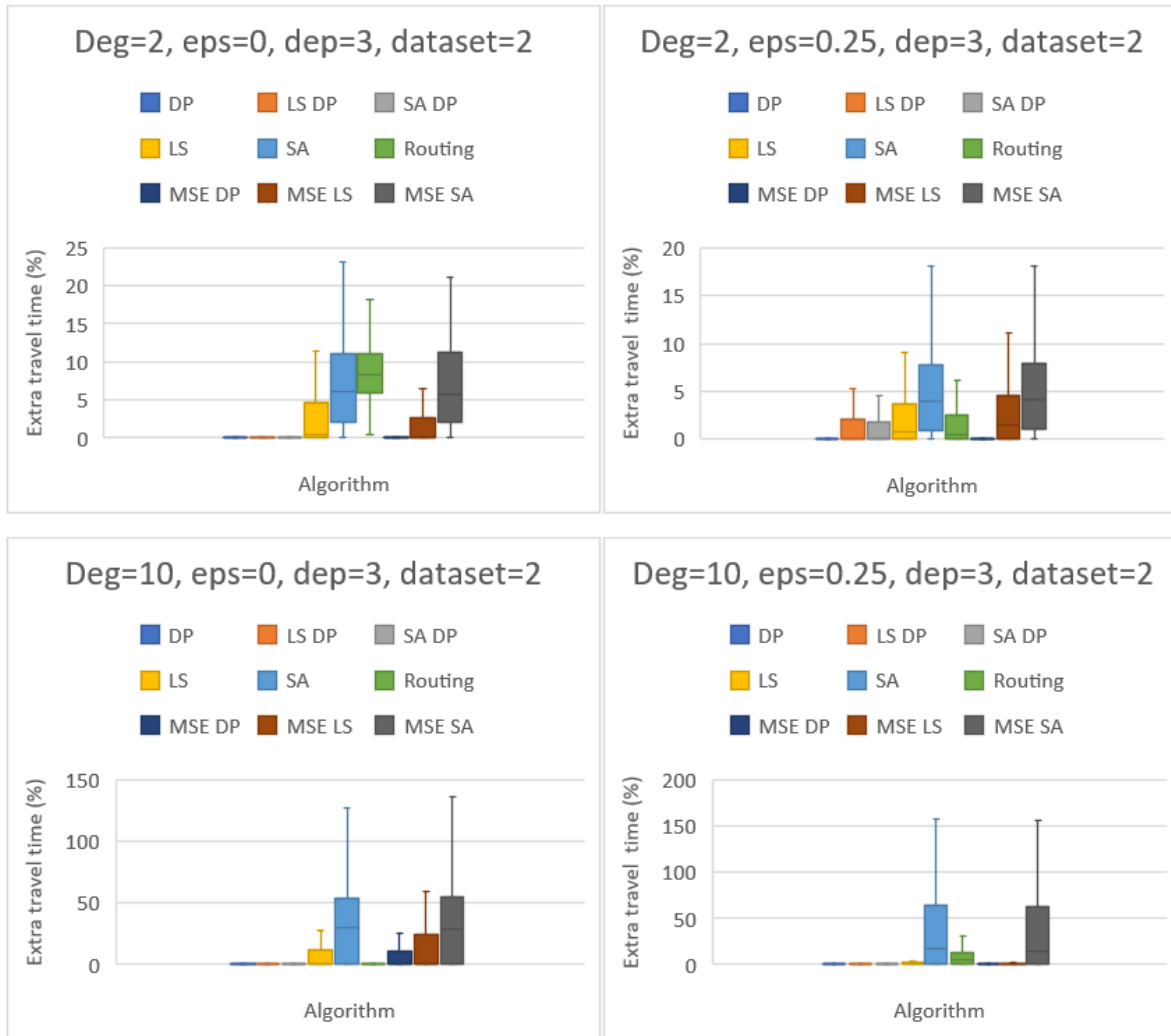 Deg=2, eps=0, dep=3, dataset=2
DP LS DP SA DP
LS SA Routing
MSE DP MSE LS MSE SA
Extra travel time (%)
25
20
15
10
5
0
Algorithm
Deg=2, eps=0.25, dep=3, dataset=2
DP LS DP SA DP
LS SA Routing
MSE DP MSE LS MSE SA
Extra travel time (%)
20
15
10
5
0
Algorithm
Deg=10, eps=0, dep=3, dataset=2
DP LS DP SA DP
LS SA Routing
MSE DP MSE LS MSE SA
Extra travel time (%)
150
100
50
0
Algorithm
Deg=10, eps=0.25, dep=3, dataset=2
DP LS DP SA DP
LS SA Routing
MSE DP MSE LS MSE SA
Extra travel time (%)
200
150
100
50
0
Algorithm